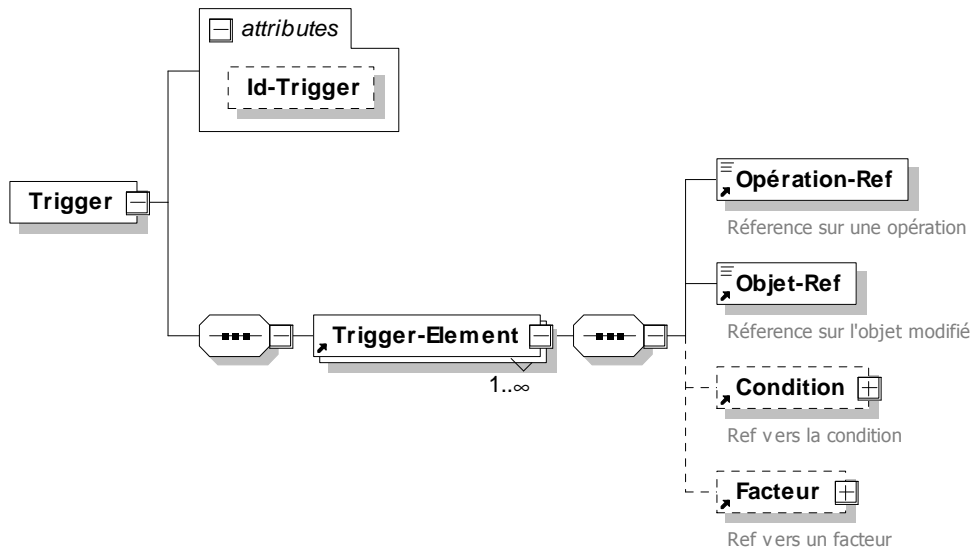 attributes
Id-Trigger
Trigger
Opération-Ref
Réference sur une opération
Objet-Ref
Réference sur l'objet modifié
Trigger-Element
1..∞
Condition
Ref vers la condition
Facteur
Ref vers un facteur